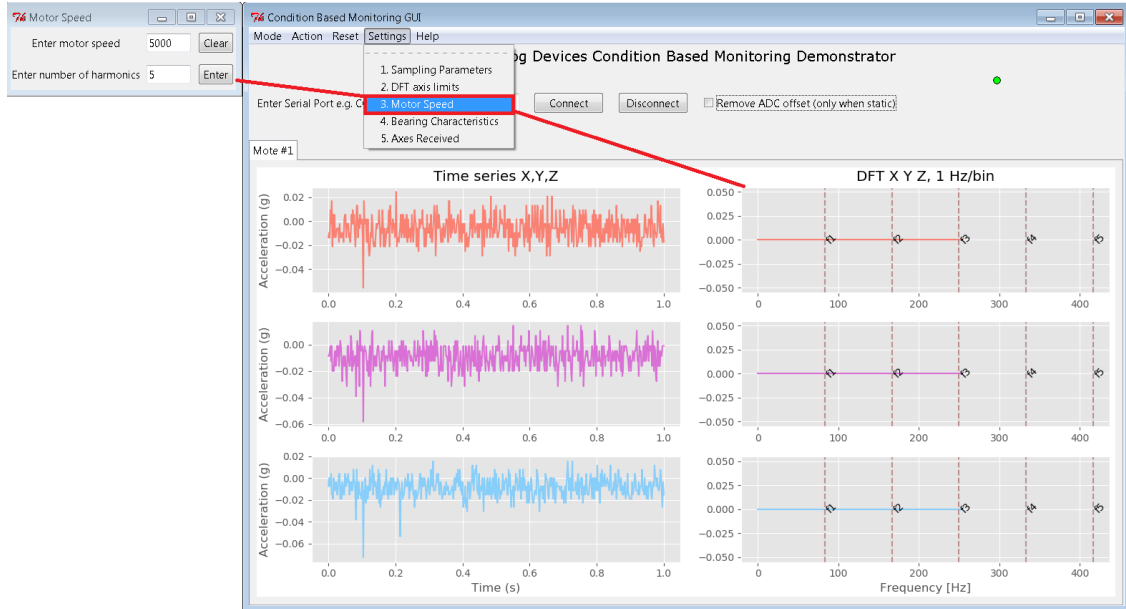 Motor Speed
Enter motor speed 5000 Clear
Enter number of harmonics 5 Enter
Condition Based Monitoring GUI
Mode Action Reset Settings Help
og Devices Condition Based Monitoring Demonstrator
1. Sampling Parameters
2. DFT axis limits
3. Motor Speed
4. Bearing Characteristics
5. Axes Received
Enter Serial Port e.g. Connect Disconnect Remove ADC offset (only when static)
Mote #1
Time series X,Y,Z
Acceleration (g)
0.02
0.00
−0.02
−0.04
0.0 0.2 0.4 0.6 0.8 1.0
Acceleration (g)
0.00
−0.02
−0.04
−0.06
0.0 0.2 0.4 0.6 0.8 1.0
Acceleration (g)
0.02
0.00
−0.02
−0.04
−0.06
0.0 0.2 0.4 0.6 0.8 1.0
Time (s)
DFT X Y Z, 1 Hz/bin
0.050
0.025
0.000
−0.025
−0.050
f1 f2 f3 f4 f5
0 100 200 300 400
0.050
0.025
0.000
−0.025
−0.050
f1 f2 f3 f4 f5
0 100 200 300 400
0.050
0.025
0.000
−0.025
−0.050
f1 f2 f3 f4 f5
0 100 200 300 400
Frequency [Hz]